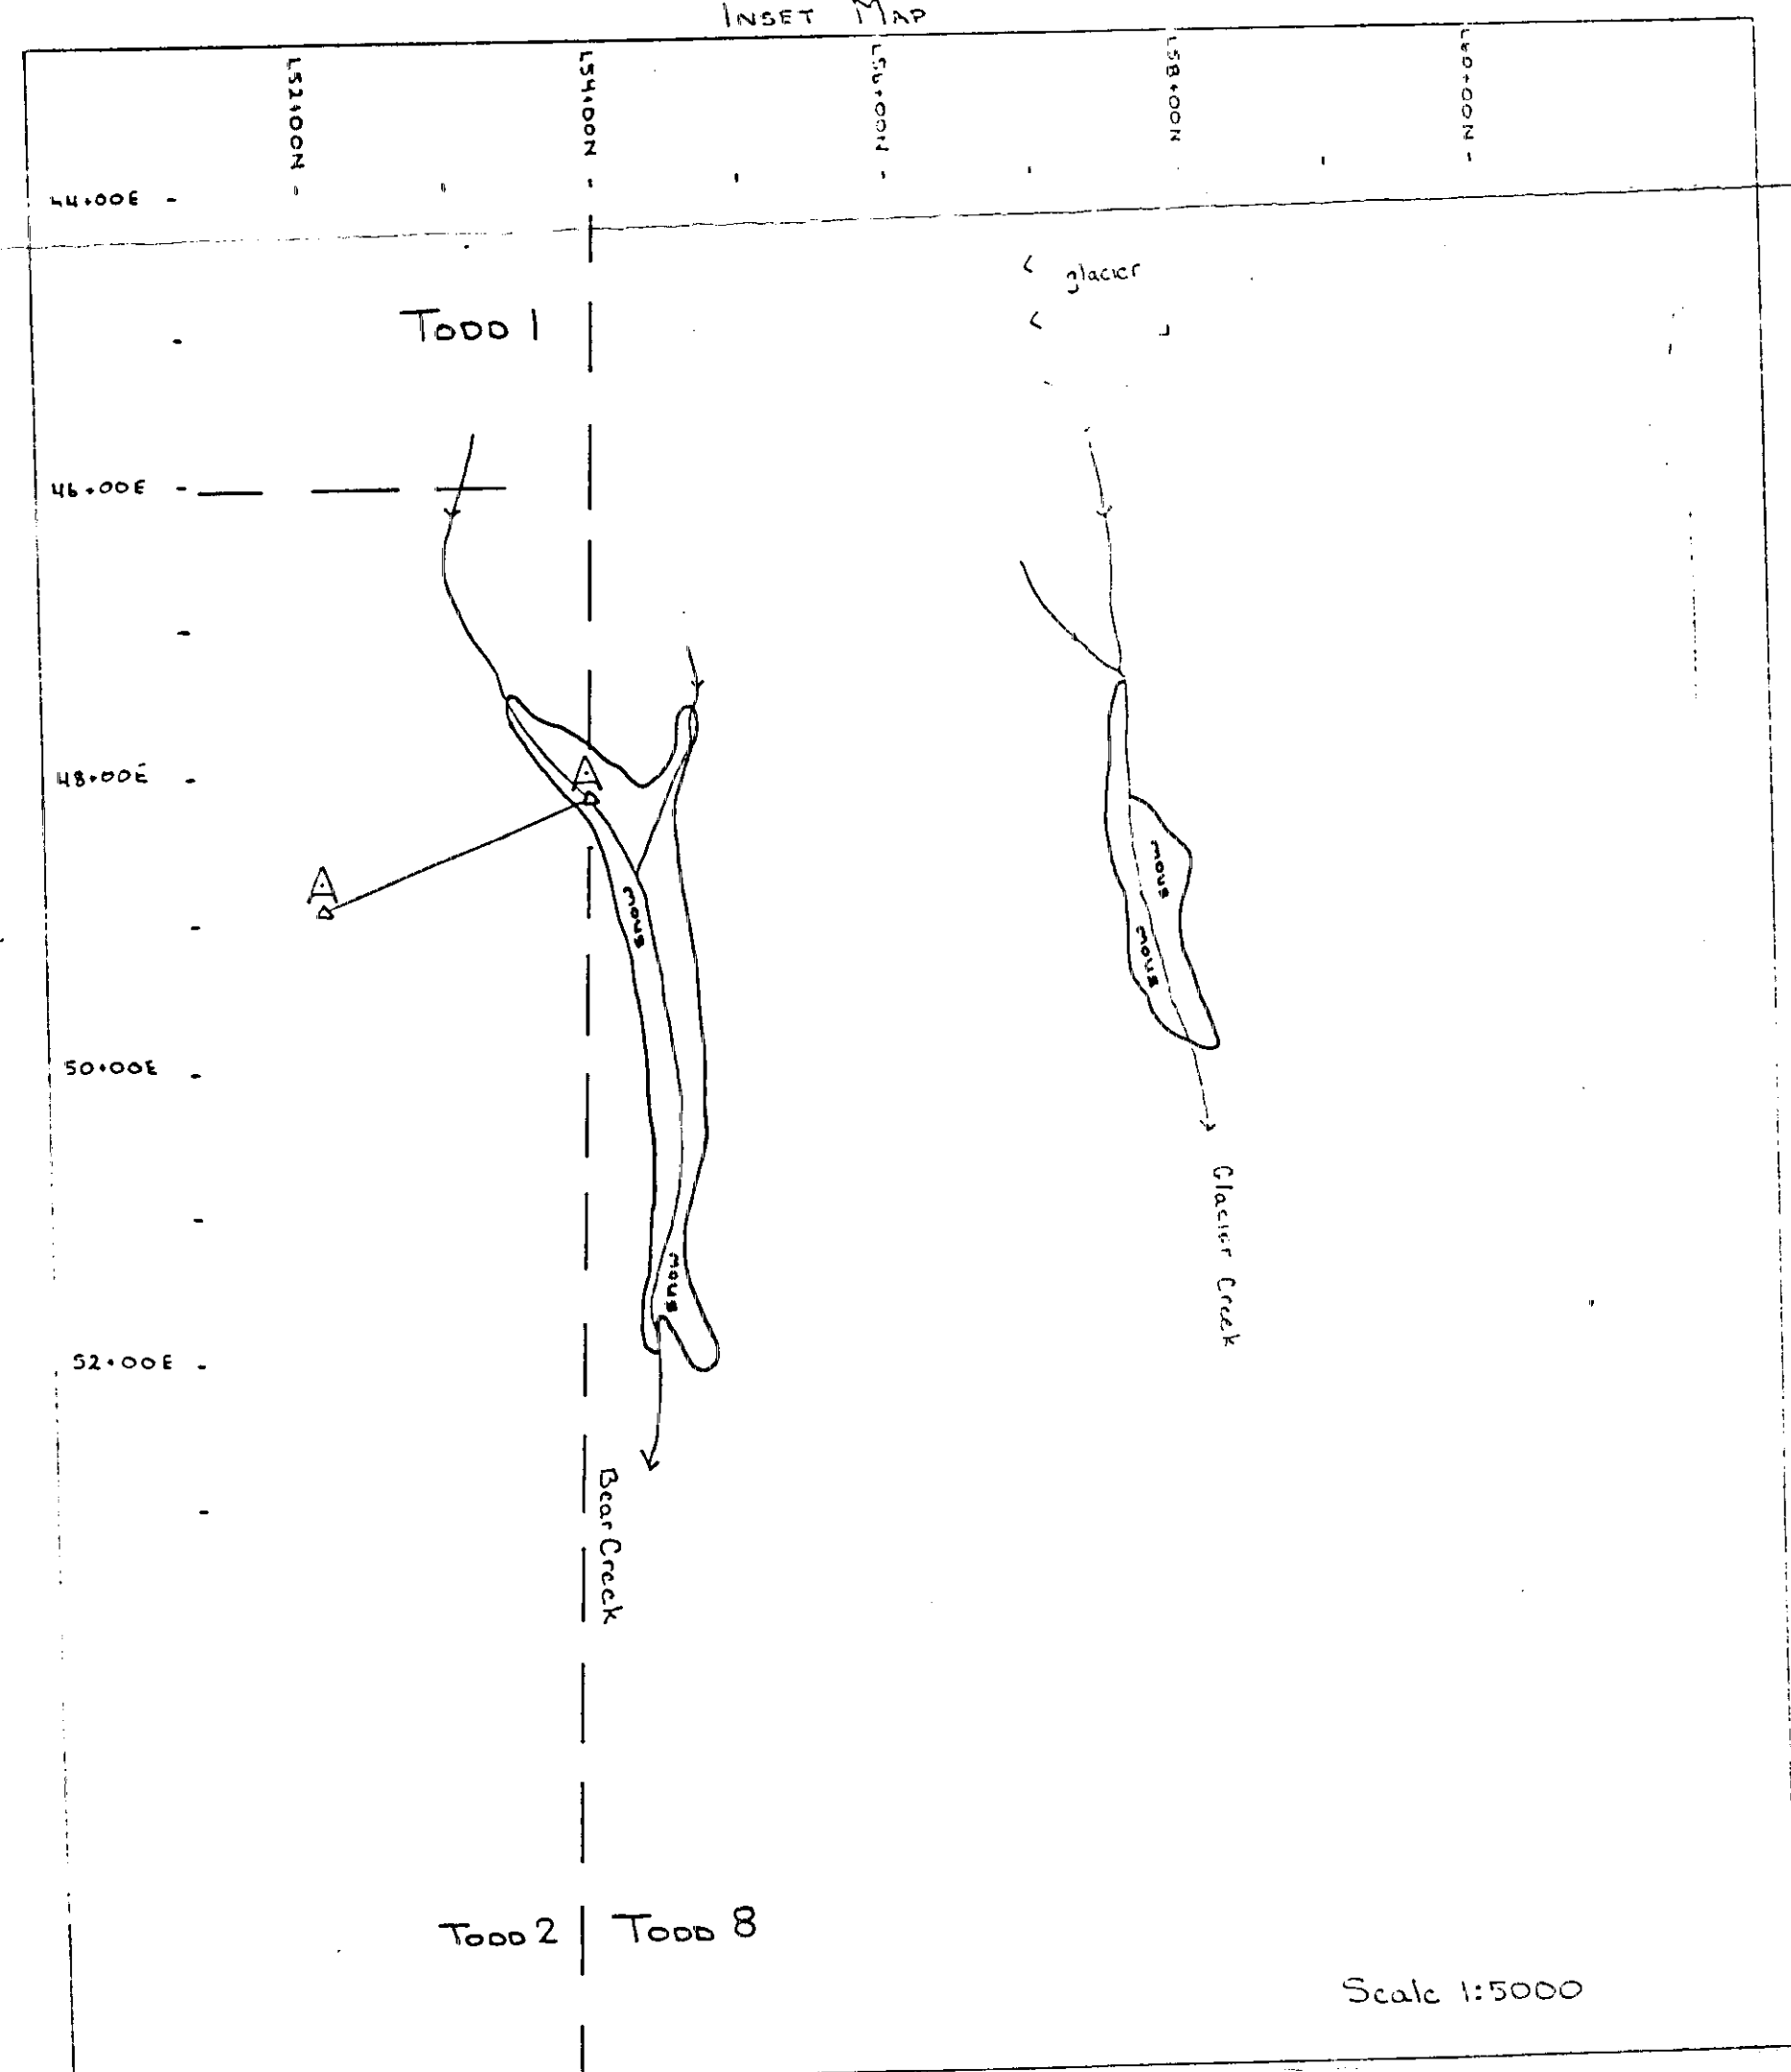 INSET MAP
L52+00N
L54+00N
L56+00N
L58+00N
L60+00N
44+00E
glacier
TODD 1
46+00E
48+00E
A
A
snow
snow
snow
50+00E
Glacier Creek
snow
52+00E
Bear Creek
TODD 2
TODD 8
Scale 1:5000